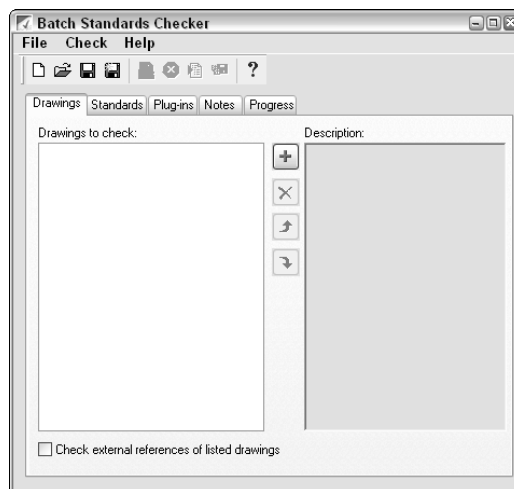 Batch Standards Checker
File Check Help
?
Drawings Standards Plug-ins Notes Progress
Drawings to check: Description:
Check external references of listed drawings